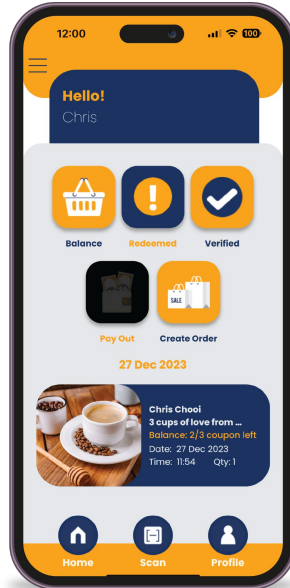 12:00
100
Hello!
Chris
Balance
Redeemed
Verified
SALE
Pay Out
Create Order
27 Dec 2023
Chris Chooi
3 cups of love from ...
Balance: 2/3 coupon left
Date: 27 Dec 2023
Time: 11:54 Qty: 1
Home
Scan
Profile